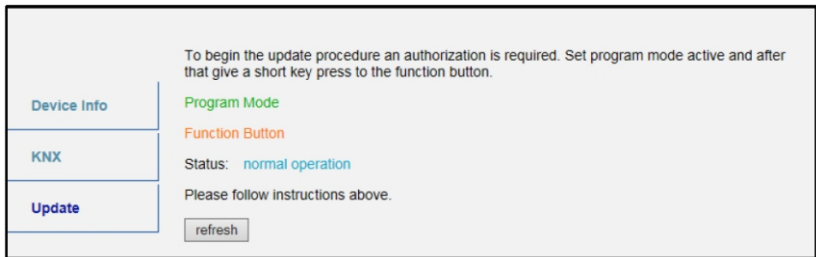 To begin the update procedure an authorization is required. Set program mode active and after
that give a short key press to the function button.
Device Info
Program Mode
Function Button
KNX
Status: normal operation
Please follow instructions above.
Update
refresh